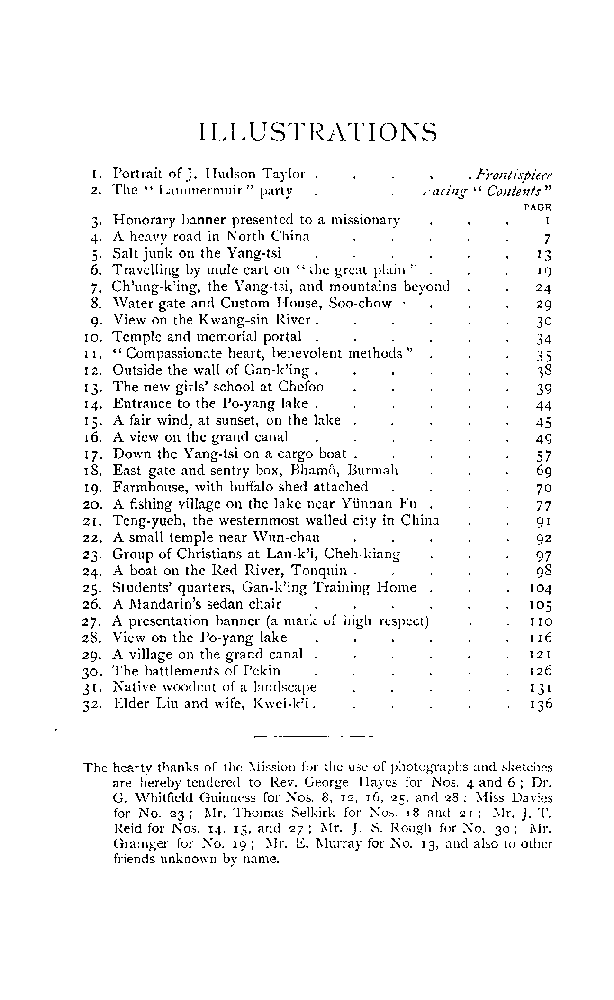 ILLUSTRATIONS
1. Portrait of J. Hudson Taylor . . . . . Frontispiece
2. The “ Lammermuir ” party . . Facing “ Contents ”
PAGE
3. Honorary banner presented to a missionary . . . 1
4. A heavy road in North China . . . . . 7
5. Salt junk on the Yang-tsi . . . . . . 13
6. Travelling by mule cart on “ the great plain ” . . . 19
7. Ch‘ung-k‘ing, the Yang-tsi, and mountains beyond . . 24
8. Water gate and Custom House, Soo-chow . . . . 29
9. View on the Kwang-sin River . . . . . . 30
10. Temple and memorial portal . . . . . . 34
11. “ Compassionate heart, benevolent methods ” . . . 35
12. Outside the wall of Gan-k‘ing . . . . . . 38
13. The new girls’ school at Chefoo . . . . . 39
14. Entrance to the Po-yang lake . . . . . . 44
15. A fair wind, at sunset, on the lake . . . . . 45
16. A view on the grand canal . . . . . . 49
17. Down the Yang-tsi on a cargo boat . . . . . 57
18. East gate and sentry box, Bhamô, Burmah . . . 69
19. Farmhouse, with buffalo shed attached . . . . 70
20. A fishing village on the lake near Yünnan Fu . . . 77
21. Teng-yueh, the westernmost walled city in China . . 91
22. A small temple near Wun-chau . . . . . 92
23. Group of Christians at Lan-k‘i, Cheh-kiang . . . 97
24. A boat on the Red River, Tonquin . . . . . 98
25. Students’ quarters, Gan-k‘ing Training Home . . . 104
26. A Mandarin’s sedan chair . . . . . . 105
27. A presentation banner (a mark of high respect) . . 110
28. View on the Po-yang lake . . . . . . 116
29. A village on the grand canal . . . . . . 121
30. The battlements of Pekin . . . . . . 126
31. Native woodcut of a landscape . . . . . 131
32. Elder Liu and wife, Kwei-k‘i . . . . . . 136
The hearty thanks of the Mission for the use of photographs and sketches
are hereby tendered to Rev. George Hayes for Nos. 4 and 6 ; Dr.
G. Whitfield Guinness for Nos. 8, 12, 16, 25, and 28 ; Miss Davies
for No. 23 ; Mr. Thomas Selkirk for Nos. 18 and 21 ; Mr. J. T.
Reid for Nos. 14, 15, and 27 ; Mr. J. S. Rough for No. 30 ; Mr.
Grainger for No. 19 ; Mr. E. Murray for No. 13, and also to other
friends unknown by name.